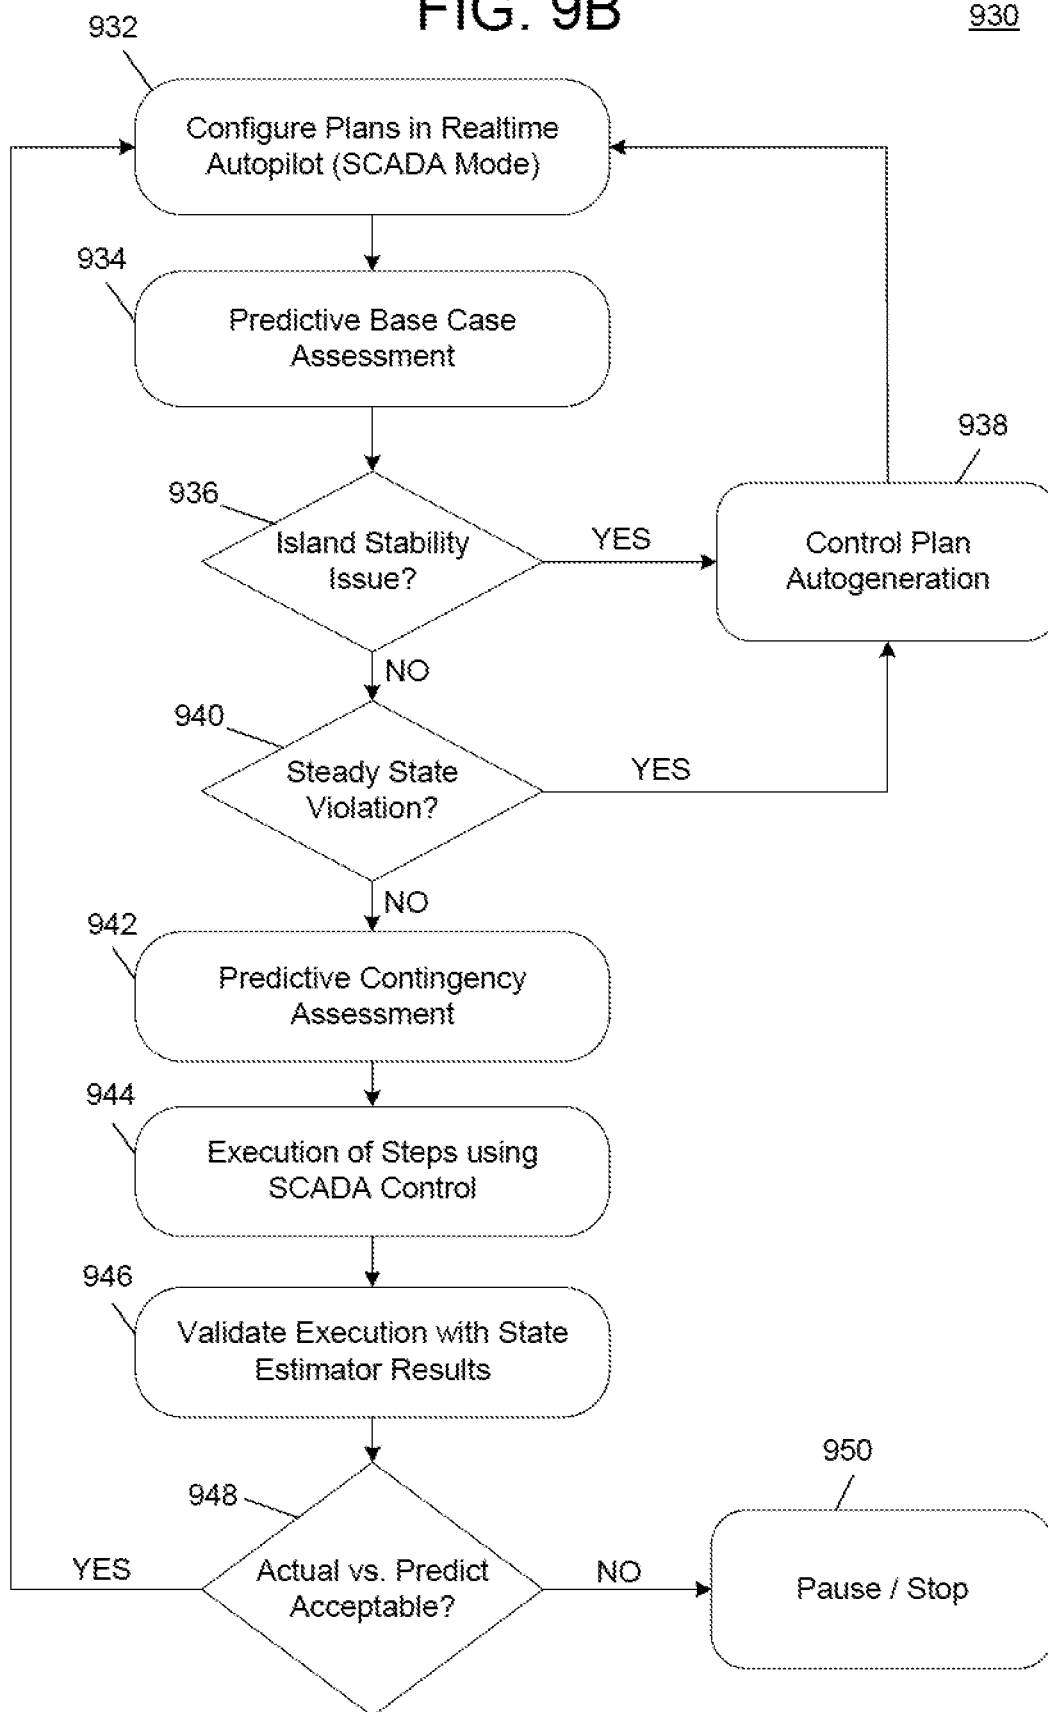 FIG. 9B
930
932
Configure Plans in Realtime
Autopilot (SCADA Mode)
934
Predictive Base Case
Assessment
936
Island Stability
Issue?
YES
938
Control Plan
Autogeneration
NO
940
Steady State
Violation?
YES
NO
942
Predictive Contingency
Assessment
944
Execution of Steps using
SCADA Control
946
Validate Execution with State
Estimator Results
948
Actual vs. Predict
Acceptable?
YES
NO
950
Pause / Stop